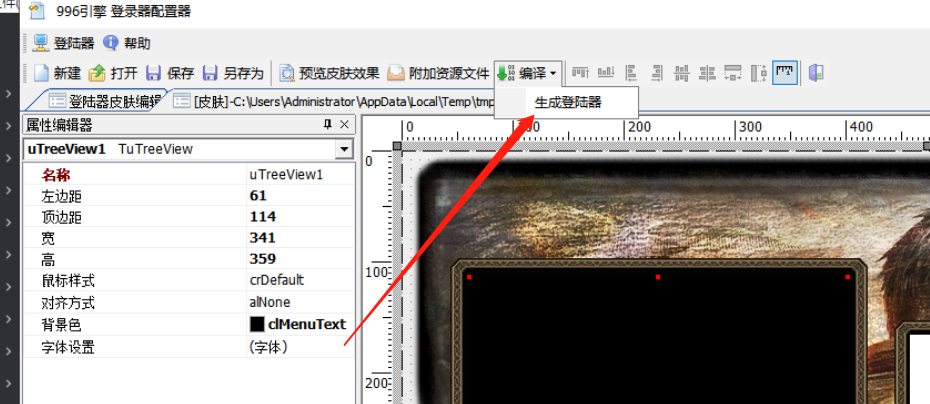 996引擎 登录器配置器
登陆器 帮助
新建 打开 保存 另存为 预览皮肤效果 附加资源文件 编译
生成登陆器
登陆器皮肤编辑 [皮肤]-C:\Users\Administrator\AppData\Local\Temp\tmp
属性编辑器
uTreeView1 TuTreeView
名称 uTreeView1
左边距 61
顶边距 114
宽 341
高 359
鼠标样式 crDefault
对齐方式 alNone
背景色 clMenuText
字体设置 (字体)
0 200 300 400
0
100
200